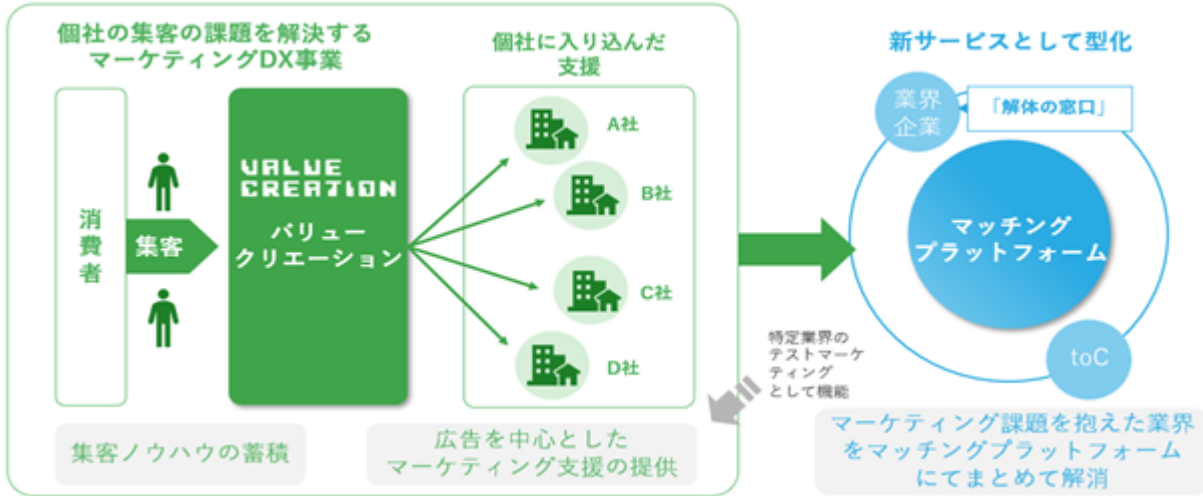 個社の集客の課題を解決する
マーケティングDX事業
消費者
集客
VALUE
CREATION
バリュー
クリエーション
個社に入り込んだ
支援
A社
B社
C社
D社
集客ノウハウの蓄積
広告を中心とした
マーケティング支援の提供
特定業界の
テストマーケ
ティング
として機能
新サービスとして型化
業界
企業
「解体の窓口」
マッチング
プラットフォーム
toC
マーケティング課題を抱えた業界
をマッチングプラットフォーム
にてまとめて解消